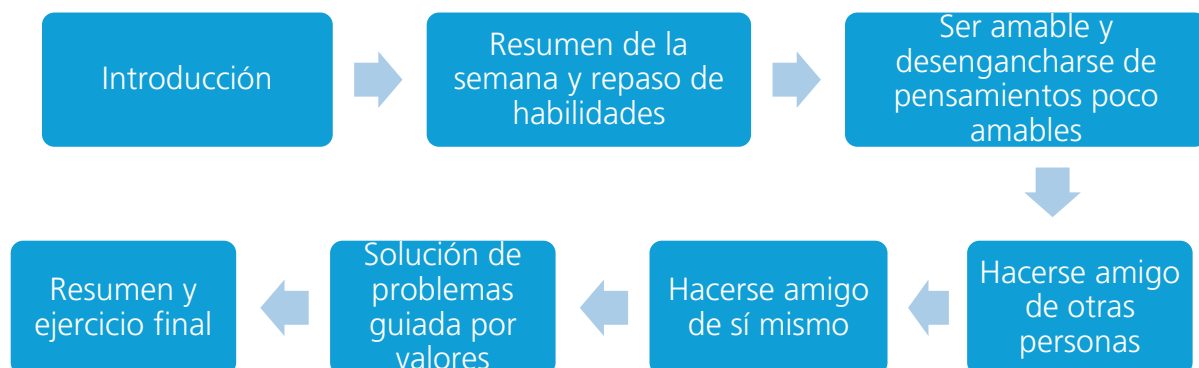 Introducción
Resumen de la
semana y repaso de
habilidades
Ser amable y
desengancharse de
pensamientos poco
amables
Hacerse amigo
de otras
personas
Hacerse amigo
de sí mismo
Solución de
problemas
guiada por
valores
Resumen y
ejercicio final